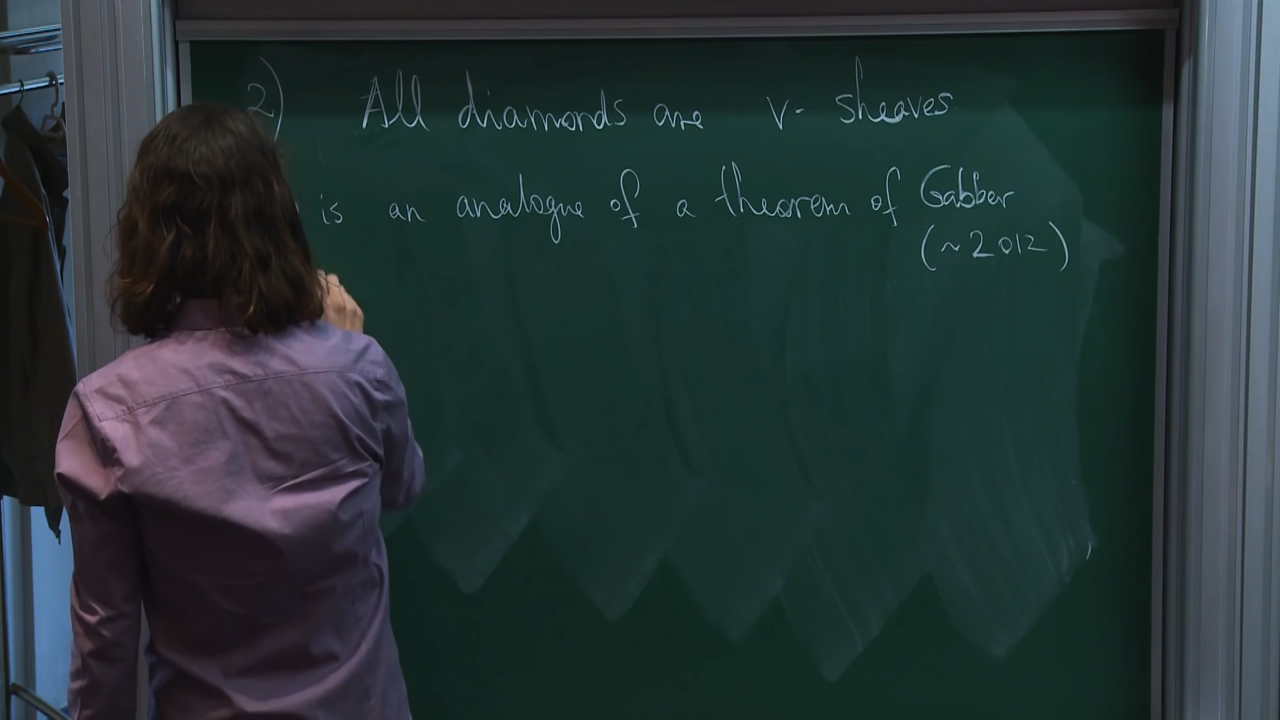 2) All diamonds are v- sheaves
is an analogue of a theorem of Gabber
(~2012)